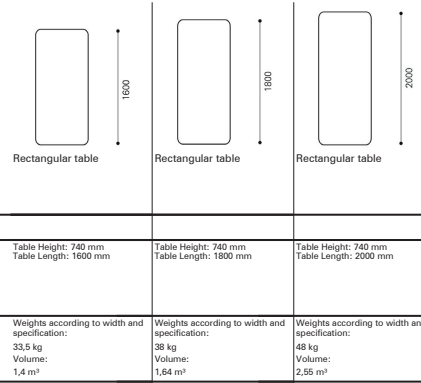 1600
1800
2000
Rectangular table
Rectangular table
Rectangular table
Table Height: 740 mm
Table Length: 1600 mm
Table Height: 740 mm
Table Length: 1800 mm
Table Height: 740 mm
Table Length: 2000 mm
Weights according to width and
specification:
33,5 kg
Volume:
1,4 m³
Weights according to width and
specification:
38 kg
Volume:
1,64 m³
Weights according to width an
specification:
48 kg
Volume:
2,55 m³